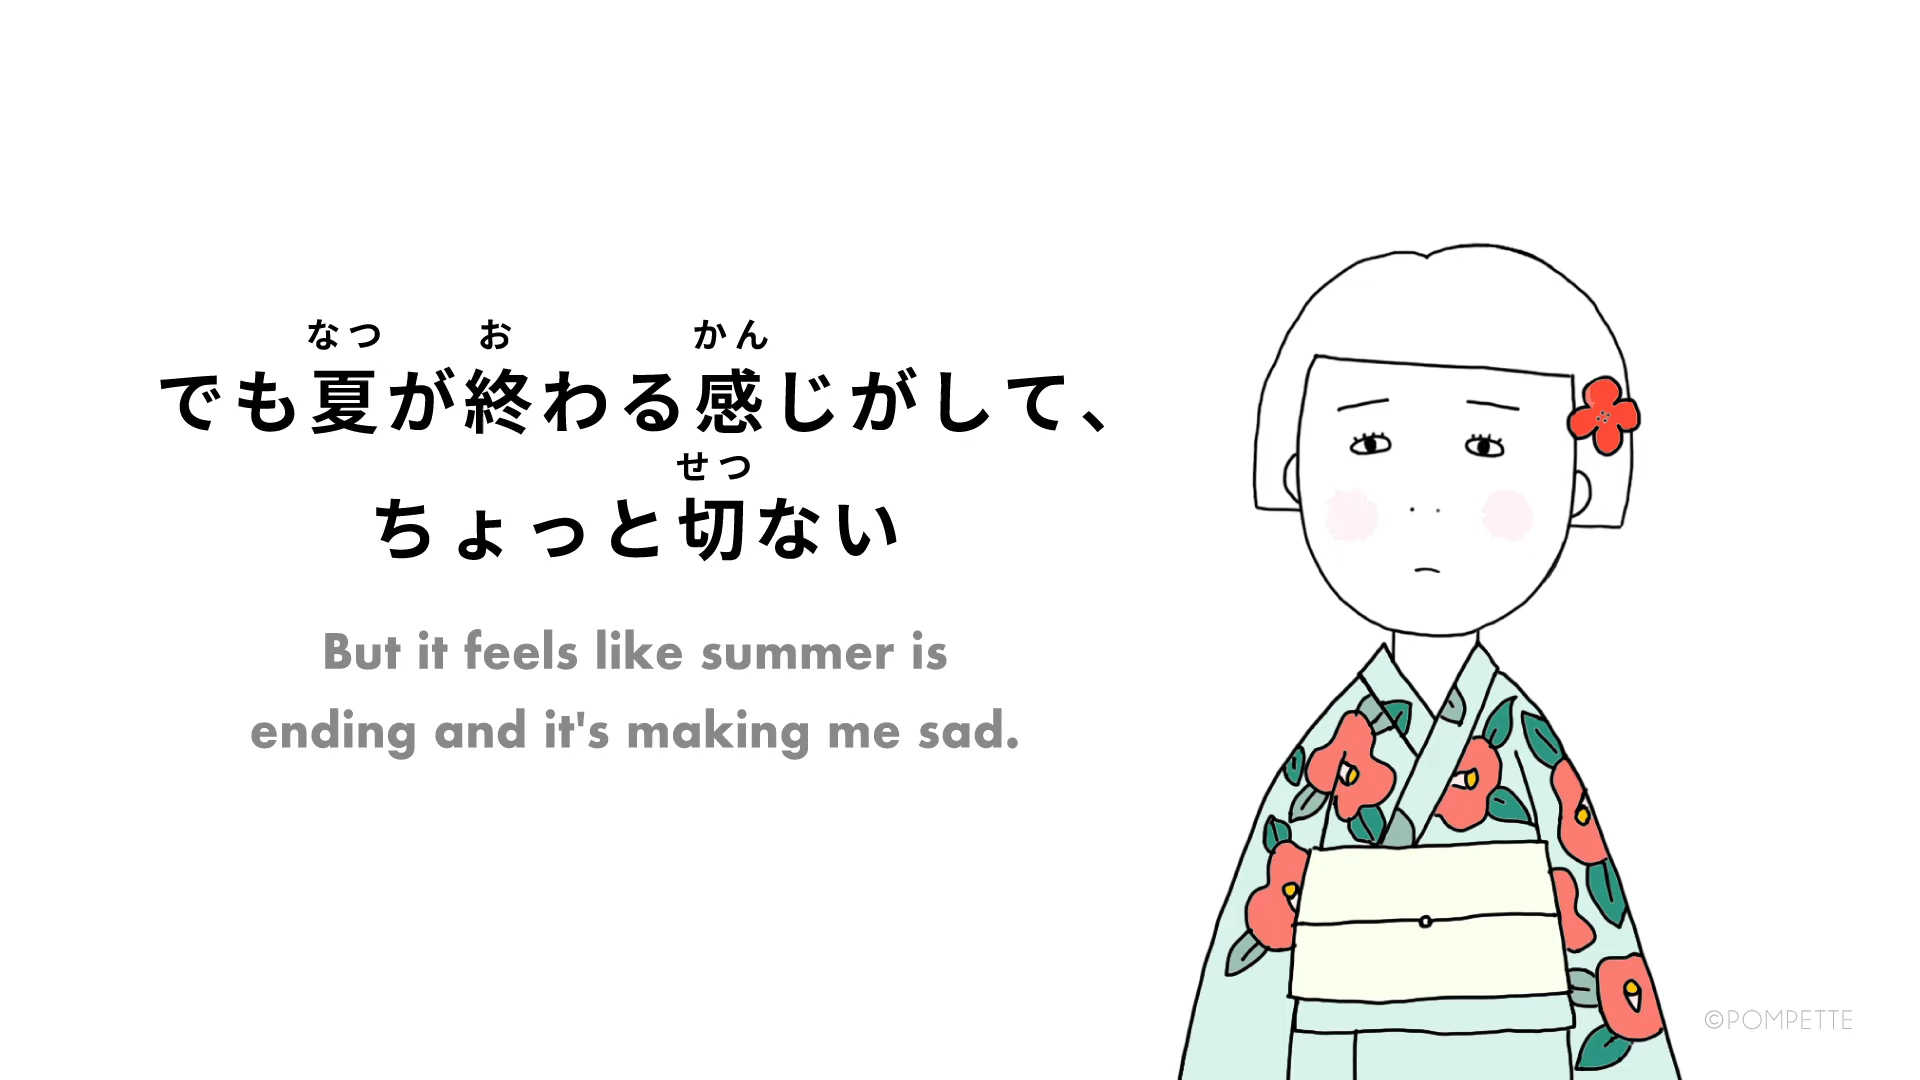 なつ お かん
でも夏が終わる感じがして、
せつ
ちょっと切ない
But it feels like summer is
ending and it's making me sad.
©POMPETTE